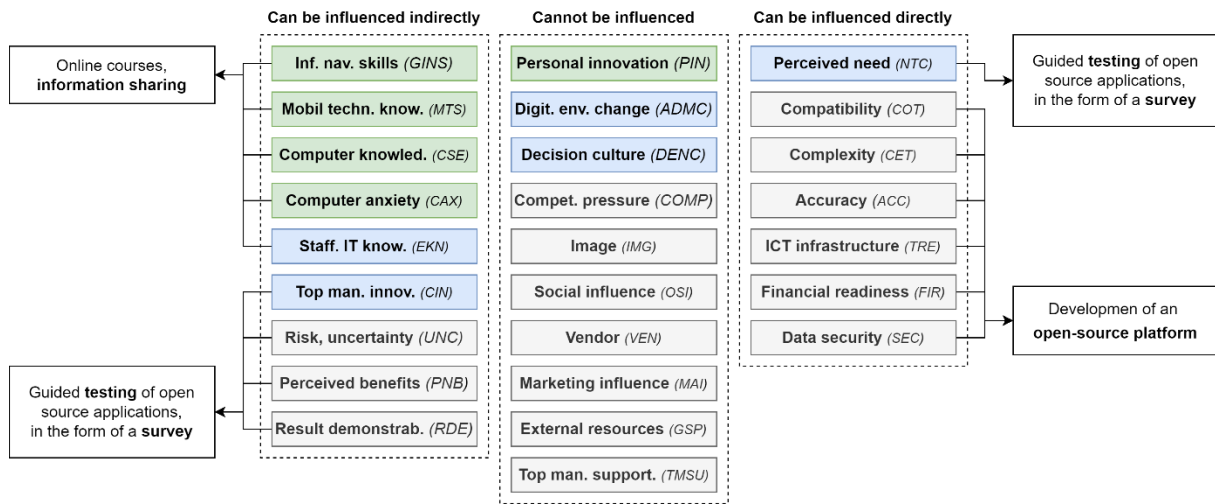 Can be influenced indirectly
Cannot be influenced
Can be influenced directly
Online courses,
information sharing
Inf. nav. skills (GINS)
Mobil techn. know. (MTS)
Computer knowled. (CSE)
Computer anxiety (CAX)
Staff. IT know. (EKN)
Top man. innov. (CIN)
Risk, uncertainty (UNC)
Perceived benefits (PNB)
Result demonstrab. (RDE)
Guided testing of open
source applications,
in the form of a survey
Personal innovation (PIN)
Digit. env. change (ADMC)
Decision culture (DENC)
Compet. pressure (COMP)
Image (IMG)
Social influence (OSI)
Vendor (VEN)
Marketing influence (MAI)
External resources (GSP)
Top man. support. (TMSU)
Perceived need (NTC)
Compatibility (COT)
Complexity (CET)
Accuracy (ACC)
ICT infrastructure (TRE)
Financial readiness (FIR)
Data security (SEC)
Guided testing of open
source applications,
in the form of a survey
Developmen of an
open-source platform